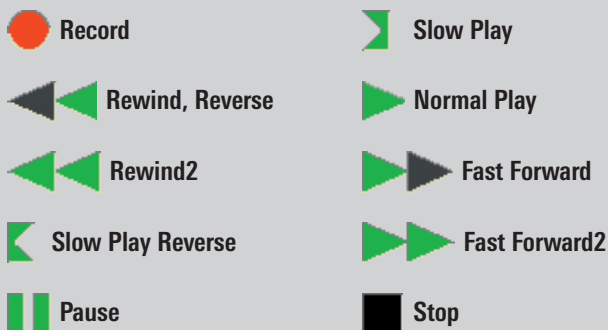 Record
Rewind, Reverse
Rewind2
Slow Play Reverse
Pause
Slow Play
Normal Play
Fast Forward
Fast Forward2
Stop